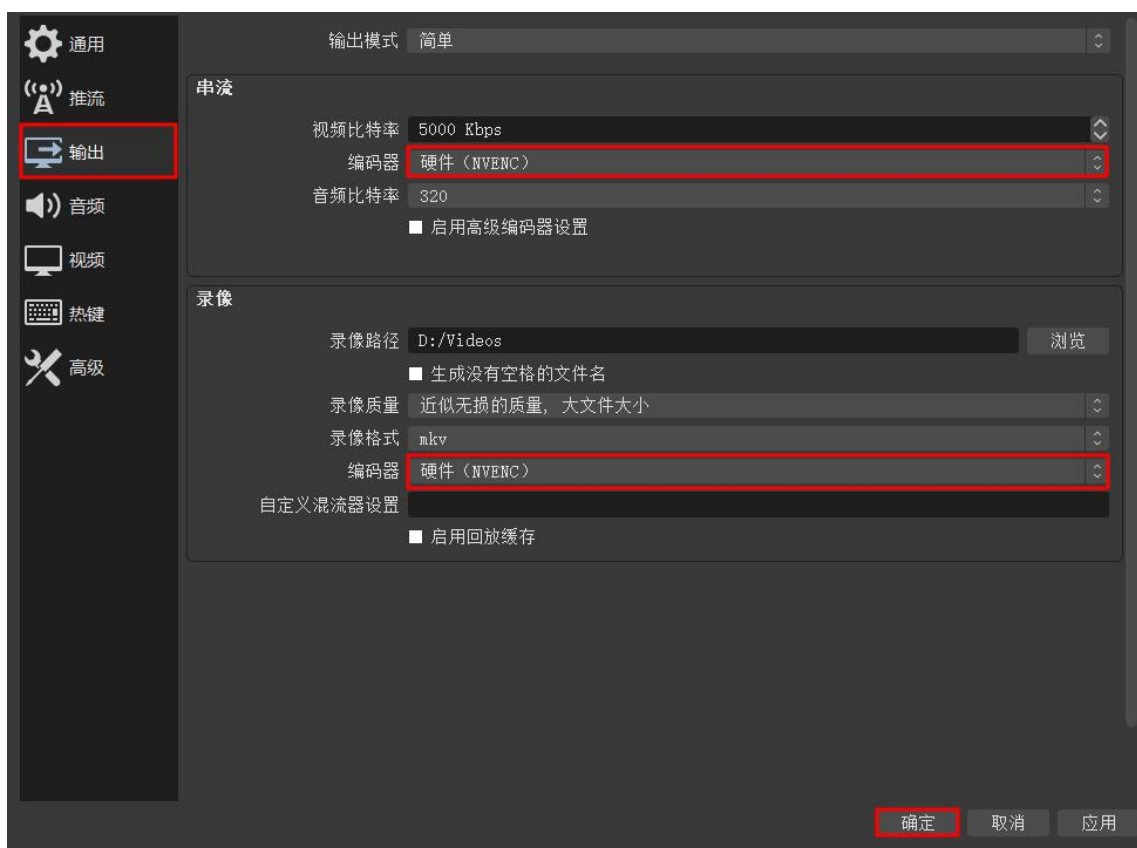 通用
推流
输出
音频
视频
热键
高级
输出模式 简单
串流
视频比特率 5000 Kbps
编码器 硬件（NVENC）
音频比特率 320
启用高级编码器设置
录像
录像路径 D:/Videos 浏览
生成没有空格的文件名
录像质量 近似无损的质量，大文件大小
录像格式 mkv
编码器 硬件（NVENC）
自定义混流器设置
启用回放缓存
确定 取消 应用